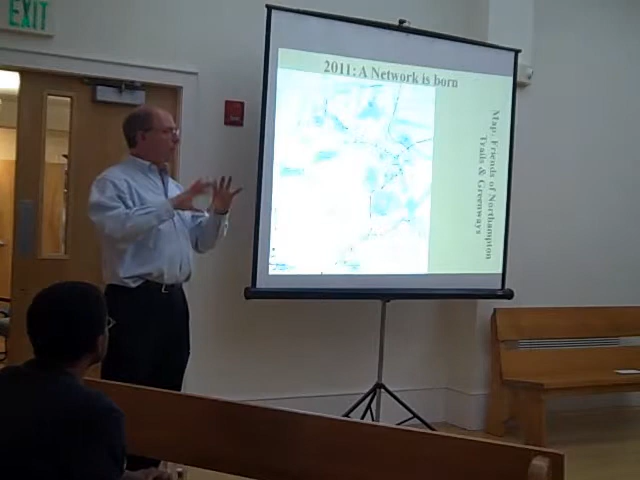 EXIT
2011: A Network is born
Map: Friends of Northampton
Trails & Greenways